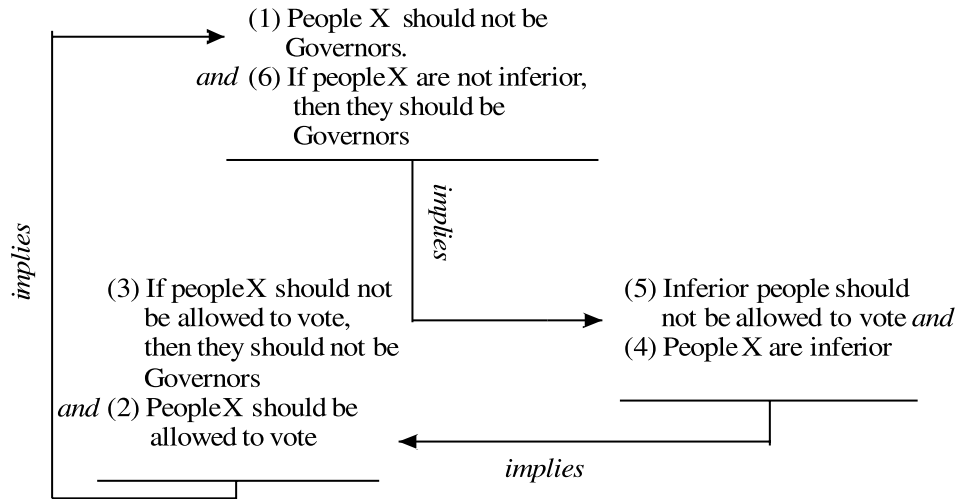 (1) People X should not be
Governors.
and (6) If people X are not inferior,
then they should be
Governors
implies
implies
(3) If people X should not
be allowed to vote,
then they should not be
Governors
and (2) People X should be
allowed to vote
(5) Inferior people should
not be allowed to vote and
(4) People X are inferior
implies